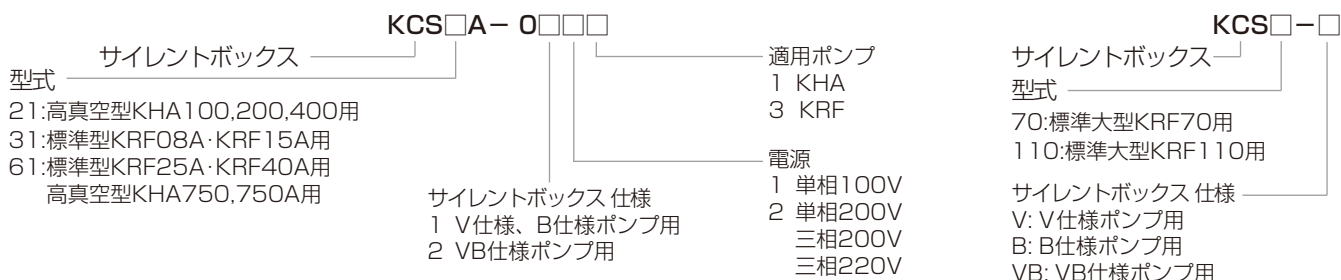 KCS□A－0□□□
サイレントボックス
型式
21:高真空型KHA100,200,400用
31:標準型KRF08A·KRF15A用
61:標準型KRF25A·KRF40A用
高真空型KHA750,750A用
サイレントボックス 仕様
1 V仕様、B仕様ポンプ用
2 VB仕様ポンプ用
適用ポンプ
1 KHA
3 KRF
電源
1 単相100V
2 単相200V
三相200V
三相220V
KCS□－□
サイレントボックス
型式
70:標準大型KRF70用
110:標準大型KRF110用
サイレントボックス 仕様
V: V仕様ポンプ用
B: B仕様ポンプ用
VB: VB仕様ポンプ用